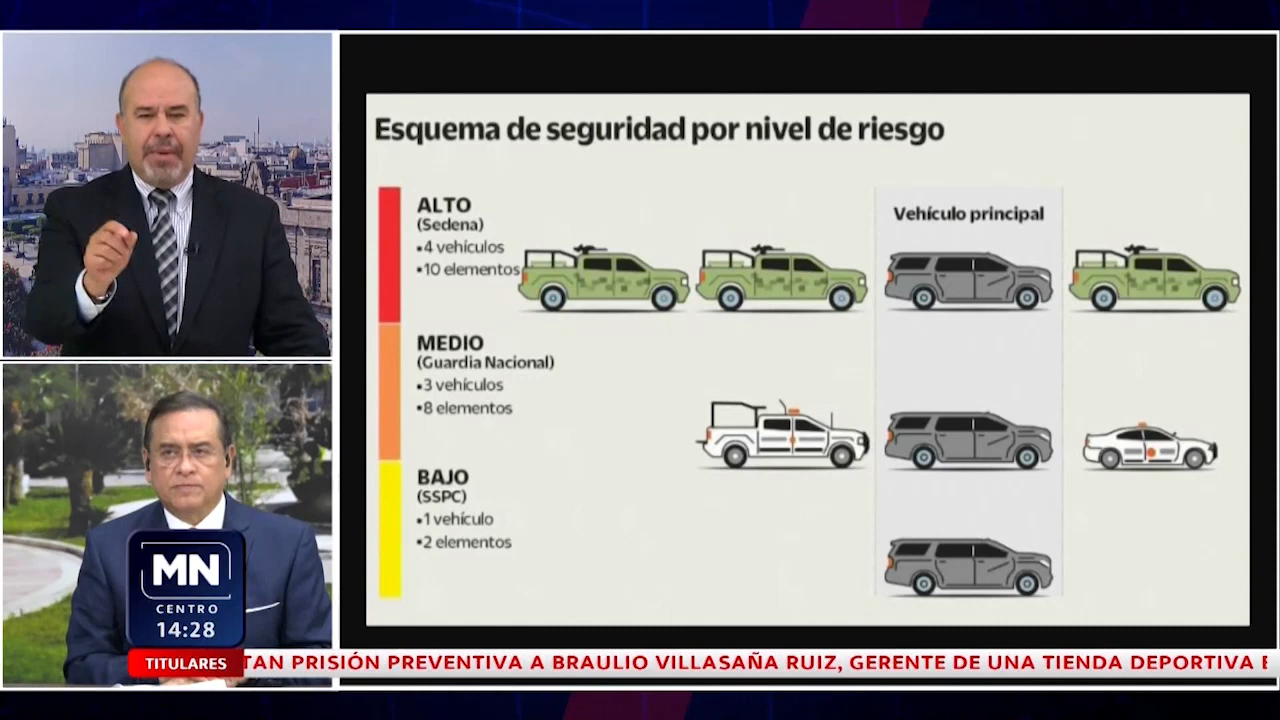 Esquema de seguridad por nivel de riesgo
ALTO
(Sedena)
•4 vehículos
•10 elementos
Vehículo principal
MEDIO
(Guardia Nacional)
•3 vehículos
•8 elementos
BAJO
(SSPC)
•1 vehículo
•2 elementos
MN
CENTRO
14:28
TITULARES
TAN PRISIÓN PREVENTIVA A BRAULIO VILLASAÑA RUIZ, GERENTE DE UNA TIENDA DEPORTIVA E